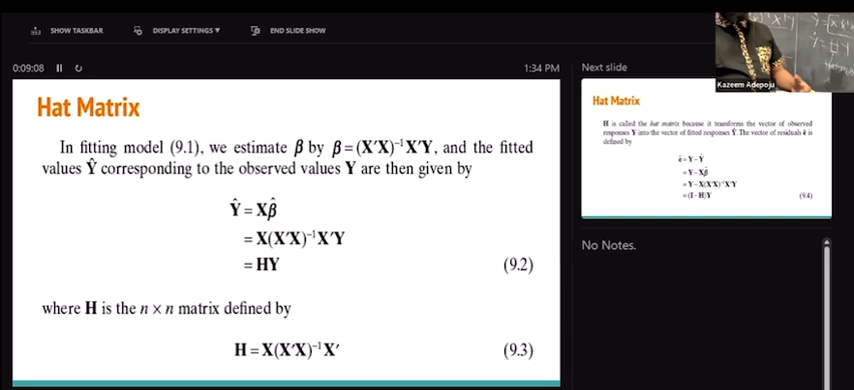 SHOW TASKBAR
DISPLAY SETTINGS ▼
END SLIDE SHOW
0:09:08
1:34 PM
Hat Matrix
In fitting model (9.1), we estimate β by β = (X′X)⁻¹X′Y, and the fitted
values Ŷ corresponding to the observed values Y are then given by
Ŷ = Xβ̂
= X(X′X)⁻¹X′Y
= HY (9.2)
where H is the n × n matrix defined by
H = X(X′X)⁻¹X′ (9.3)
Next slide
Kazeem Adepoju
Hat Matrix
H is called the hat matrix because it transforms the vector of observed
responses Y into the vector of fitted responses Ŷ. The vector of residuals ε̂ is
defined by
ε̂ = Y − Ŷ
= Y − Xβ̂
= Y − X(X′X)⁻¹X′Y
= (I − H)Y (9.4)
No Notes.